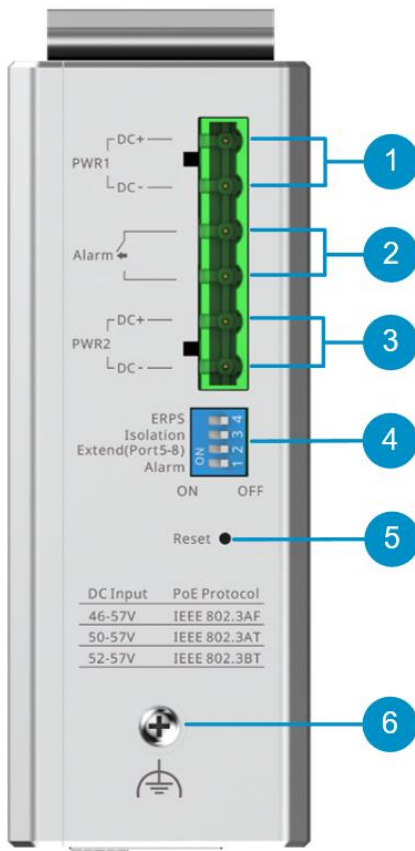 DC+
PWR1
1
DC-
Alarm
2
DC+
PWR2
3
DC-
ERPS 4
Isolation 3
Extend(Port5-8) 2
Alarm 1
ON
4
ON OFF
Reset
5
DC Input PoE Protocol
46-57V IEEE 802.3AF
50-57V IEEE 802.3AT
52-57V IEEE 802.3BT
6